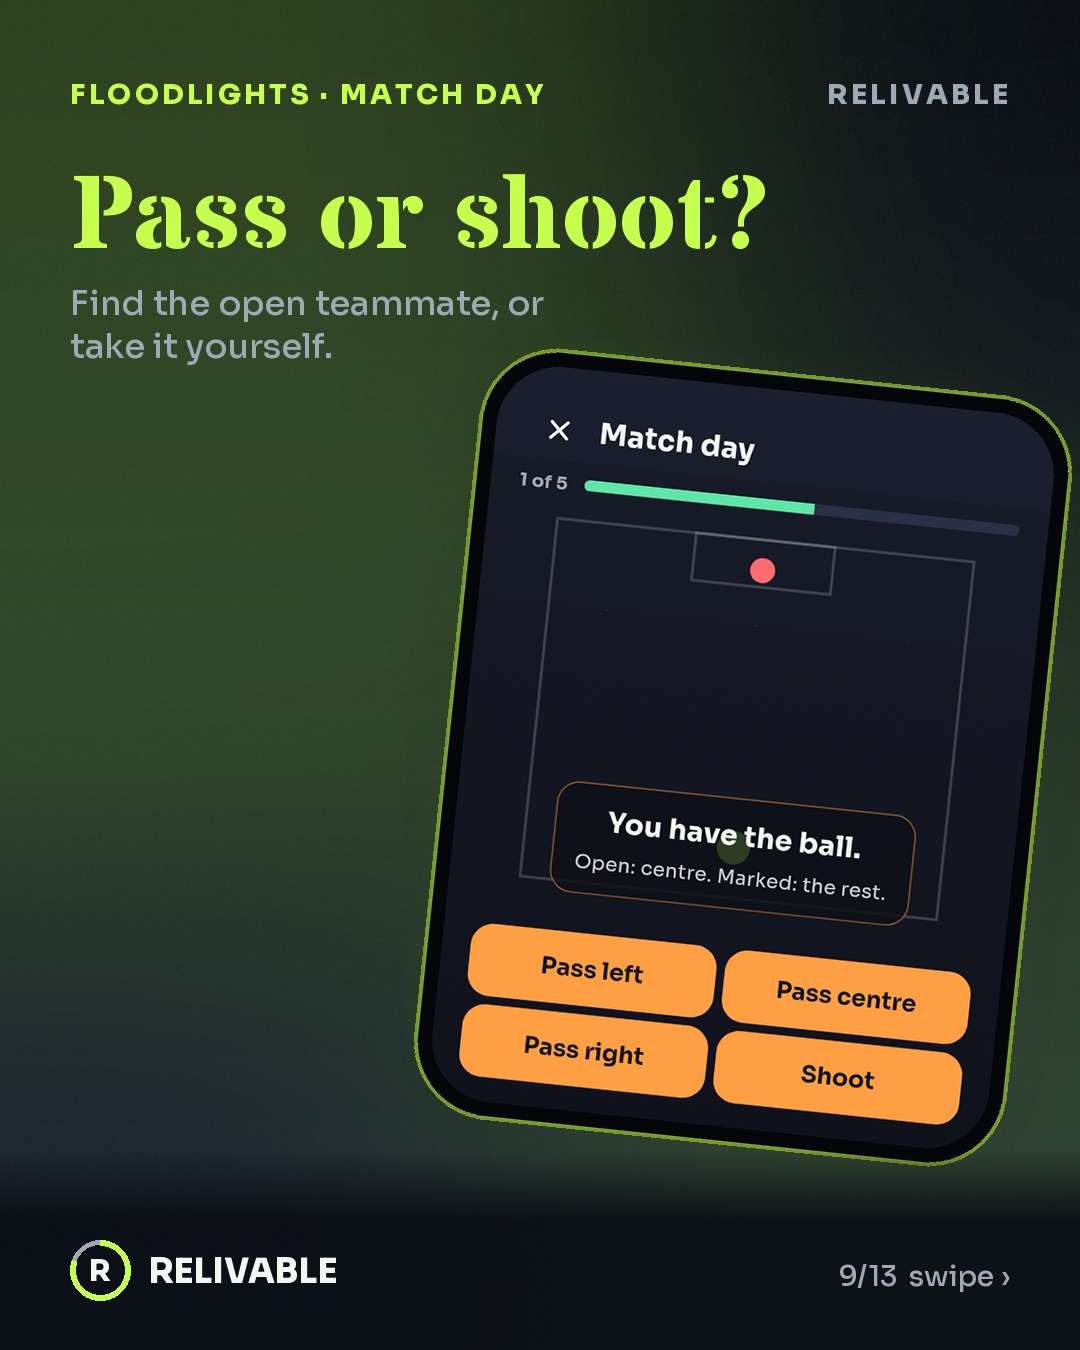 FLOODLIGHTS · MATCH DAY
RELIVABLE
Pass or shoot?
Find the open teammate, or
take it yourself.
× Match day
1 of 5
You have the ball.
Open: centre. Marked: the rest.
Pass left
Pass centre
Pass right
Shoot
R RELIVABLE
9/13 swipe ›